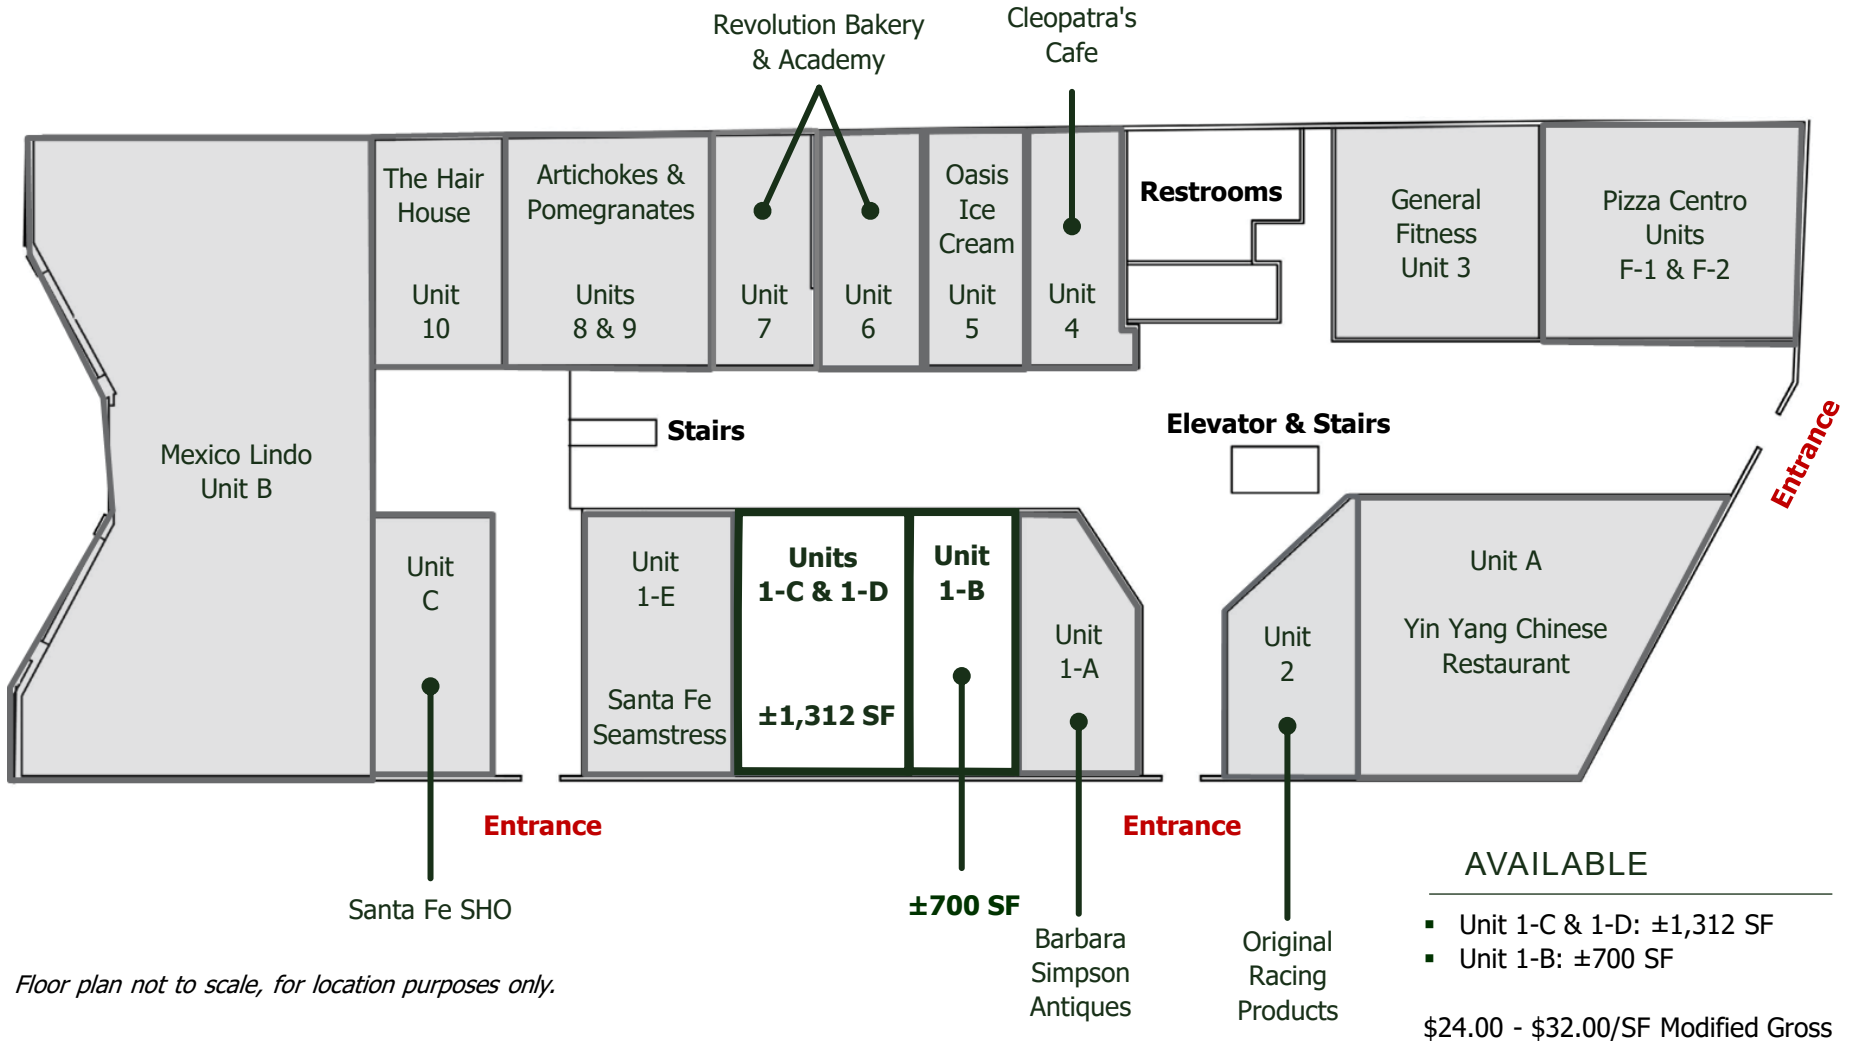 Revolution Bakery
& Academy
Cleopatra's
Cafe
The Hair
House
Unit
10
Artichokes &
Pomegranates
Units
8 & 9
Unit
7
Unit
6
Oasis
Ice
Cream
Unit
5
Unit
4
Restrooms
General
Fitness
Unit 3
Pizza Centro
Units
F-1 & F-2
Mexico Lindo
Unit B
Stairs
Elevator & Stairs
Entrance
Unit
C
Unit
1-E
Santa Fe
Seamstress
Units
1-C & 1-D
±1,312 SF
Unit
1-B
Unit
1-A
Unit
2
Unit A
Yin Yang Chinese
Restaurant
Entrance
Entrance
Santa Fe SHO
±700 SF
Barbara
Simpson
Antiques
Original
Racing
Products
AVAILABLE
▪ Unit 1-C & 1-D: ±1,312 SF
▪ Unit 1-B: ±700 SF
$24.00 - $32.00/SF Modified Gross
Floor plan not to scale, for location purposes only.